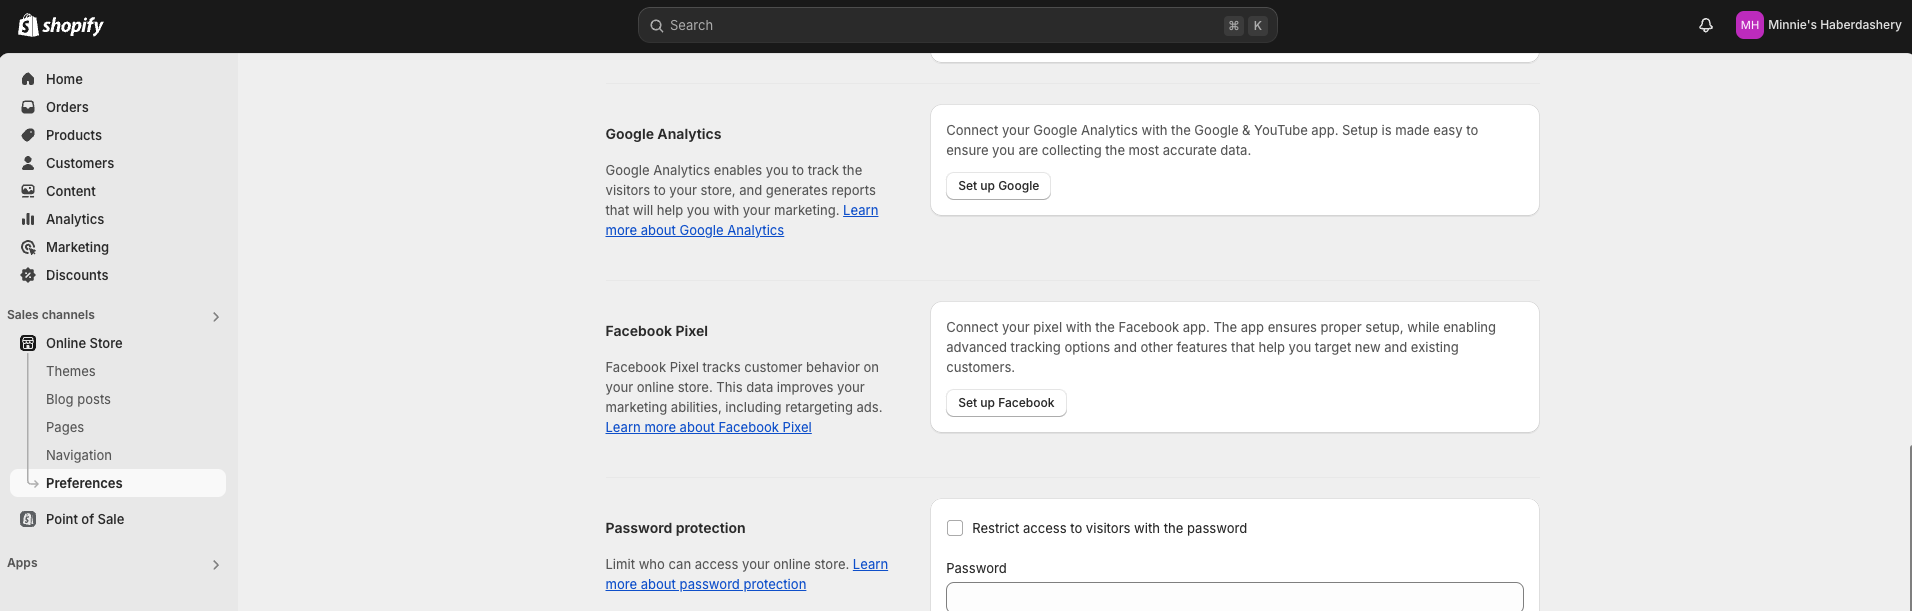 shopify
Search
⌘ K
MH
Minnie's Haberdashery
Home
Orders
Products
Customers
Content
Analytics
Marketing
Discounts
Sales channels
Online Store
Themes
Blog posts
Pages
Navigation
Preferences
Point of Sale
Apps
Google Analytics
Google Analytics enables you to track the
visitors to your store, and generates reports
that will help you with your marketing. Learn
more about Google Analytics
Connect your Google Analytics with the Google & YouTube app. Setup is made easy to
ensure you are collecting the most accurate data.
Set up Google
Facebook Pixel
Facebook Pixel tracks customer behavior on
your online store. This data improves your
marketing abilities, including retargeting ads.
Learn more about Facebook Pixel
Connect your pixel with the Facebook app. The app ensures proper setup, while enabling
advanced tracking options and other features that help you target new and existing
customers.
Set up Facebook
Password protection
Limit who can access your online store. Learn
more about password protection
Restrict access to visitors with the password
Password